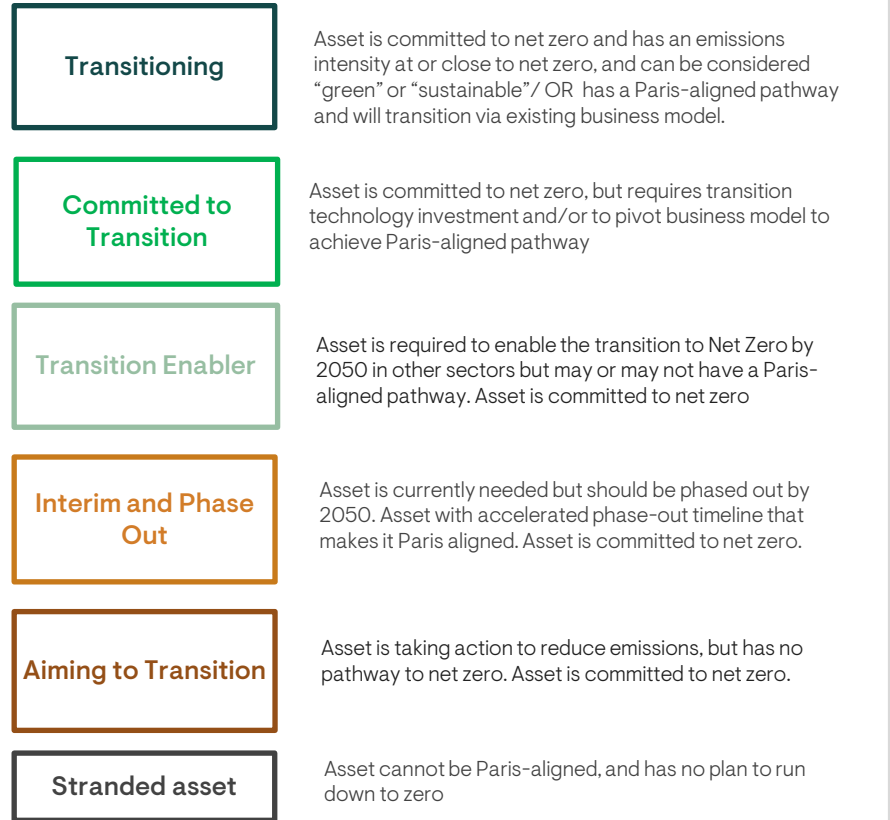 Transitioning
Asset is committed to net zero and has an emissions
intensity at or close to net zero, and can be considered
“green” or “sustainable”/ OR has a Paris-aligned pathway
and will transition via existing business model.
Committed to
Transition
Asset is committed to net zero, but requires transition
technology investment and/or to pivot business model to
achieve Paris-aligned pathway
Transition Enabler
Asset is required to enable the transition to Net Zero by
2050 in other sectors but may or may not have a Paris-
aligned pathway. Asset is committed to net zero
Interim and Phase
Out
Asset is currently needed but should be phased out by
2050. Asset with accelerated phase-out timeline that
makes it Paris aligned. Asset is committed to net zero.
Aiming to Transition
Asset is taking action to reduce emissions, but has no
pathway to net zero. Asset is committed to net zero.
Stranded asset
Asset cannot be Paris-aligned, and has no plan to run
down to zero